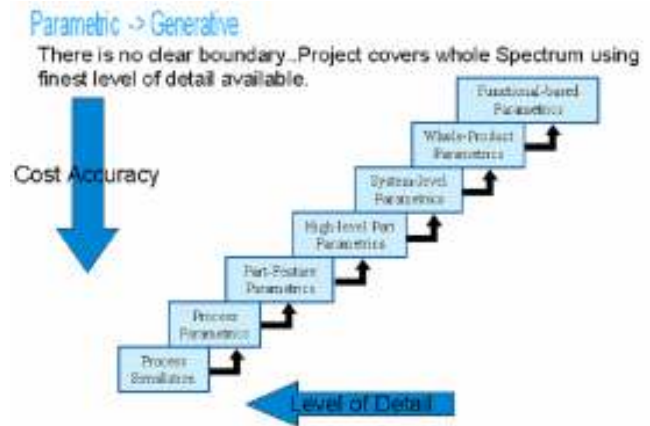 Parametric -> Generative
There is no clear boundary..Project covers whole Spectrum using
finest level of detail available.
Functional-based
Parametrics
Whole-Product
Parametrics
Cost Accuracy
System-level
Parametrics
High-level Part
Parametrics
Part-Feature
Parametrics
Process
Parametrics
Process
Simulation
Level of Detail